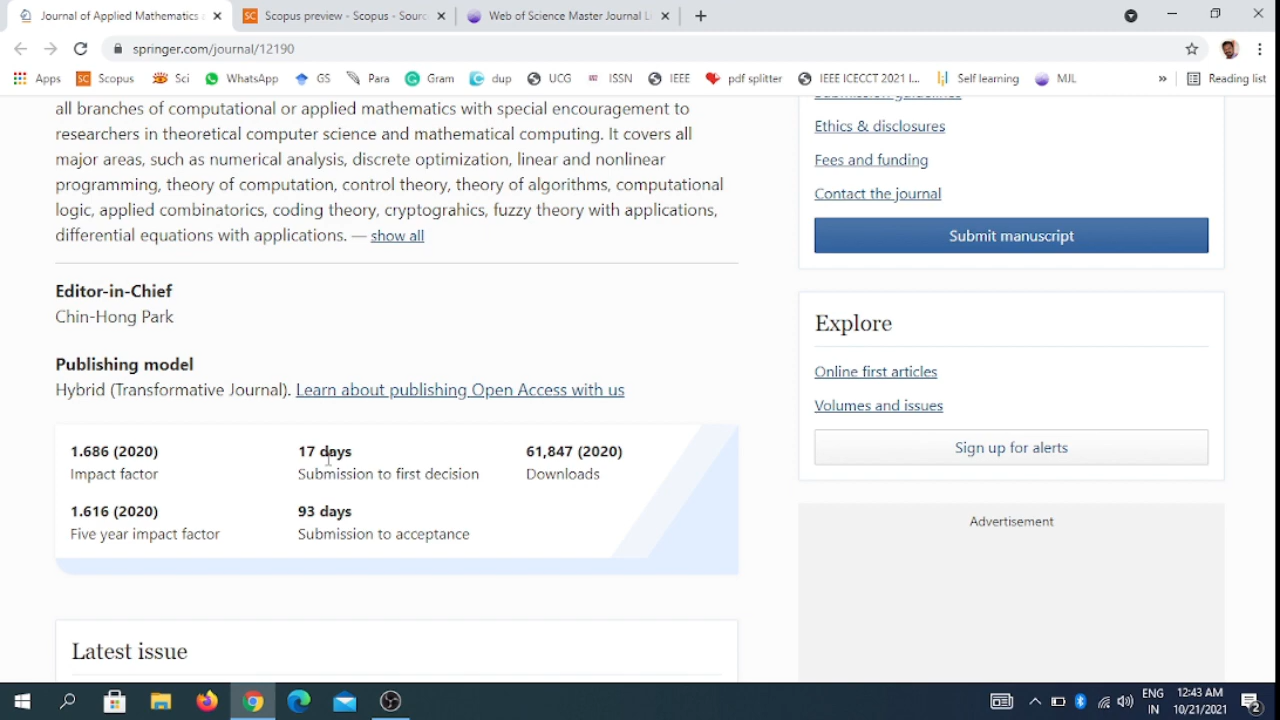 Journal of Applied Mathematics a
Scopus preview - Scopus - Sourc
Web of Science Master Journal Li
springer.com/journal/12190
Apps
Scopus
Sci
WhatsApp
GS
Para
Gram
dup
UCG
ISSN
IEEE
pdf splitter
IEEE ICECCT 2021 I...
Self learning
MJL
»
Reading list
all branches of computational or applied mathematics with special encouragement to
researchers in theoretical computer science and mathematical computing. It covers all
major areas, such as numerical analysis, discrete optimization, linear and nonlinear
programming, theory of computation, control theory, theory of algorithms, computational
logic, applied combinatorics, coding theory, cryptograhics, fuzzy theory with applications,
differential equations with applications. — show all
Editor-in-Chief
Chin-Hong Park
Publishing model
Hybrid (Transformative Journal). Learn about publishing Open Access with us
1.686 (2020)
Impact factor
17 days
Submission to first decision
61,847 (2020)
Downloads
1.616 (2020)
Five year impact factor
93 days
Submission to acceptance
Latest issue
Submission guidelines
Ethics & disclosures
Fees and funding
Contact the journal
Submit manuscript
Explore
Online first articles
Volumes and issues
Sign up for alerts
Advertisement
ENG
IN
12:43 AM
10/21/2021
2